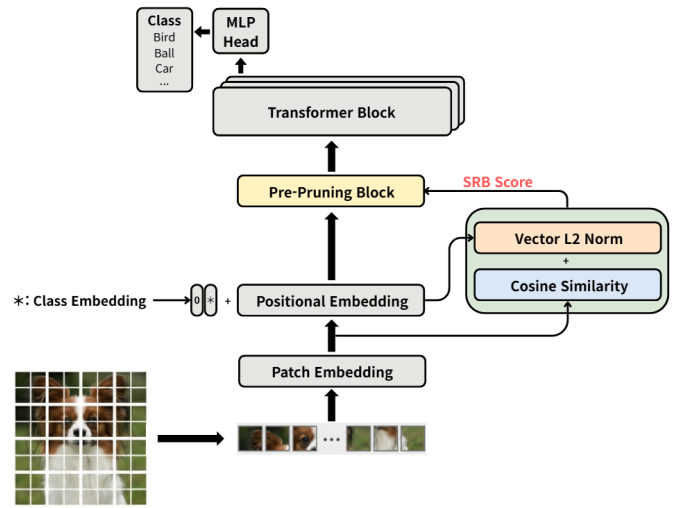 Class
Bird
Ball
Car
...
MLP
Head
Transformer Block
Pre-Pruning Block
SRB Score
Vector L2 Norm
+
Cosine Similarity
*: Class Embedding
0 * +
Positional Embedding
Patch Embedding
...